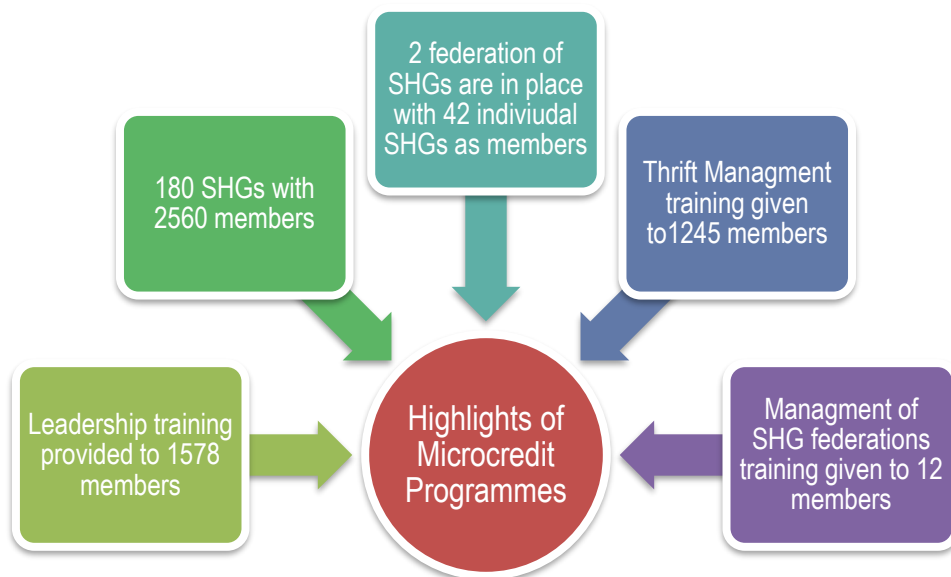 2 federation of
SHGs are in place
with 42 indiviudal
SHGs as members
180 SHGs with
2560 members
Thrift Managment
training given
to1245 members
Leadership training
provided to 1578
members
Highlights of
Microcredit
Programmes
Managment of
SHG federations
training given to 12
members